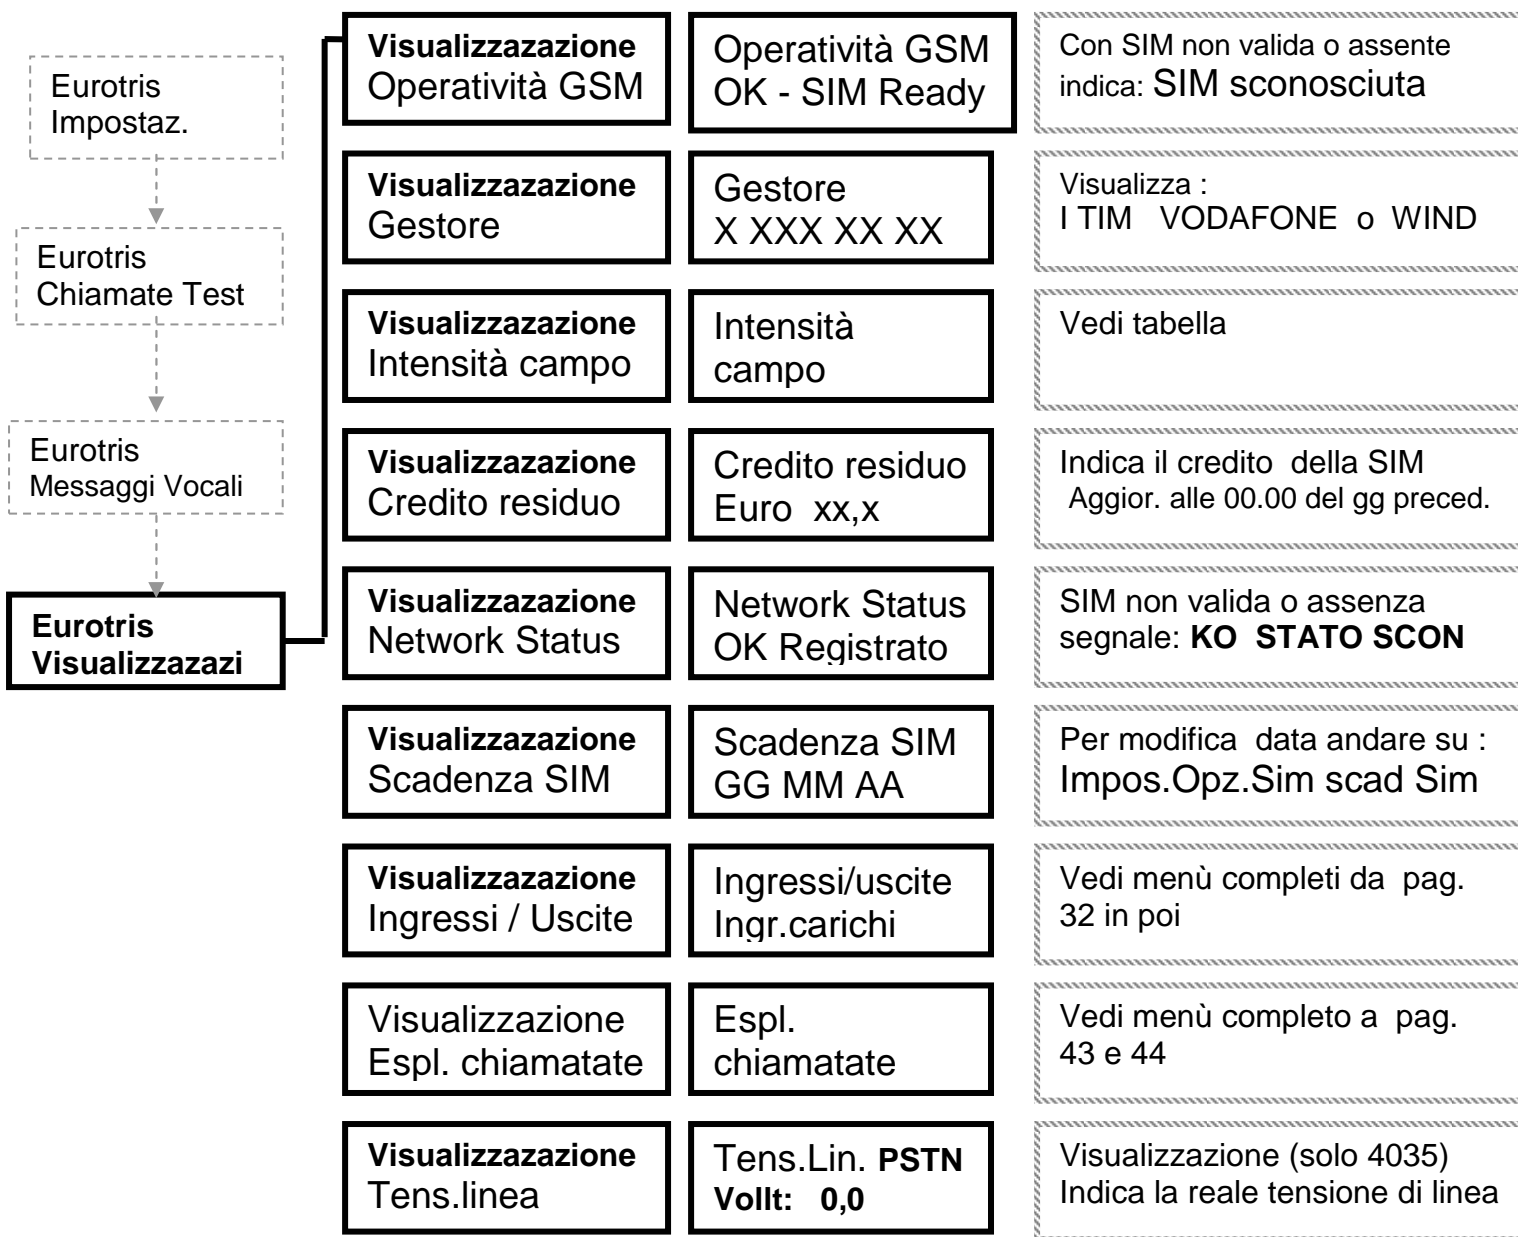 Eurotris
Impostaz.
Eurotris
Chiamate Test
Eurotris
Messaggi Vocali
Eurotris
Visualizzazazi
Visualizzazazione
Operatività GSM
Operatività GSM
OK - SIM Ready
Con SIM non valida o assente
indica: SIM sconosciuta
Visualizzazazione
Gestore
Gestore
X XXX XX XX
Visualizza :
I TIM VODAFONE o WIND
Visualizzazazione
Intensità campo
Intensità
campo
Vedi tabella
Visualizzazazione
Credito residuo
Credito residuo
Euro xx,x
Indica il credito della SIM
Aggior. alle 00.00 del gg preced.
Visualizzazazione
Network Status
Network Status
OK Registrato
SIM non valida o assenza
segnale: KO STATO SCON
Visualizzazazione
Scadenza SIM
Scadenza SIM
GG MM AA
Per modifica data andare su :
Impos.Opz.Sim scad Sim
Visualizzazazione
Ingressi / Uscite
Ingressi/uscite
Ingr.carichi
Vedi menù completi da pag.
32 in poi
Visualizzazione
Espl. chiamatate
Espl.
chiamatate
Vedi menù completo a pag.
43 e 44
Visualizzazazione
Tens.linea
Tens.Lin. PSTN
Vollt: 0,0
Visualizzazione (solo 4035)
Indica la reale tensione di linea